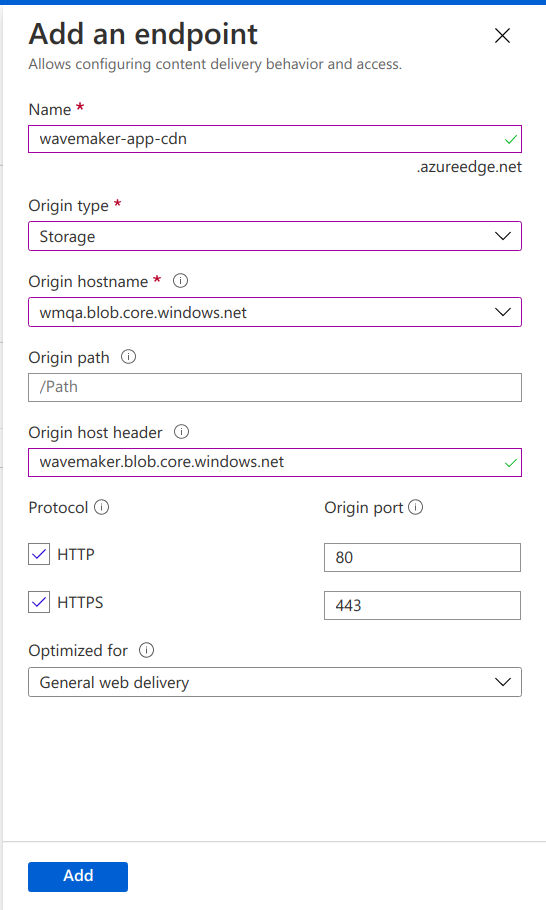 Add an endpoint
Allows configuring content delivery behavior and access.
Name *
wavemaker-app-cdn
.azureedge.net
Origin type *
Storage
Origin hostname *
wmqa.blob.core.windows.net
Origin path
/Path
Origin host header
wavemaker.blob.core.windows.net
Protocol Origin port
HTTP 80
HTTPS 443
Optimized for
General web delivery
Add